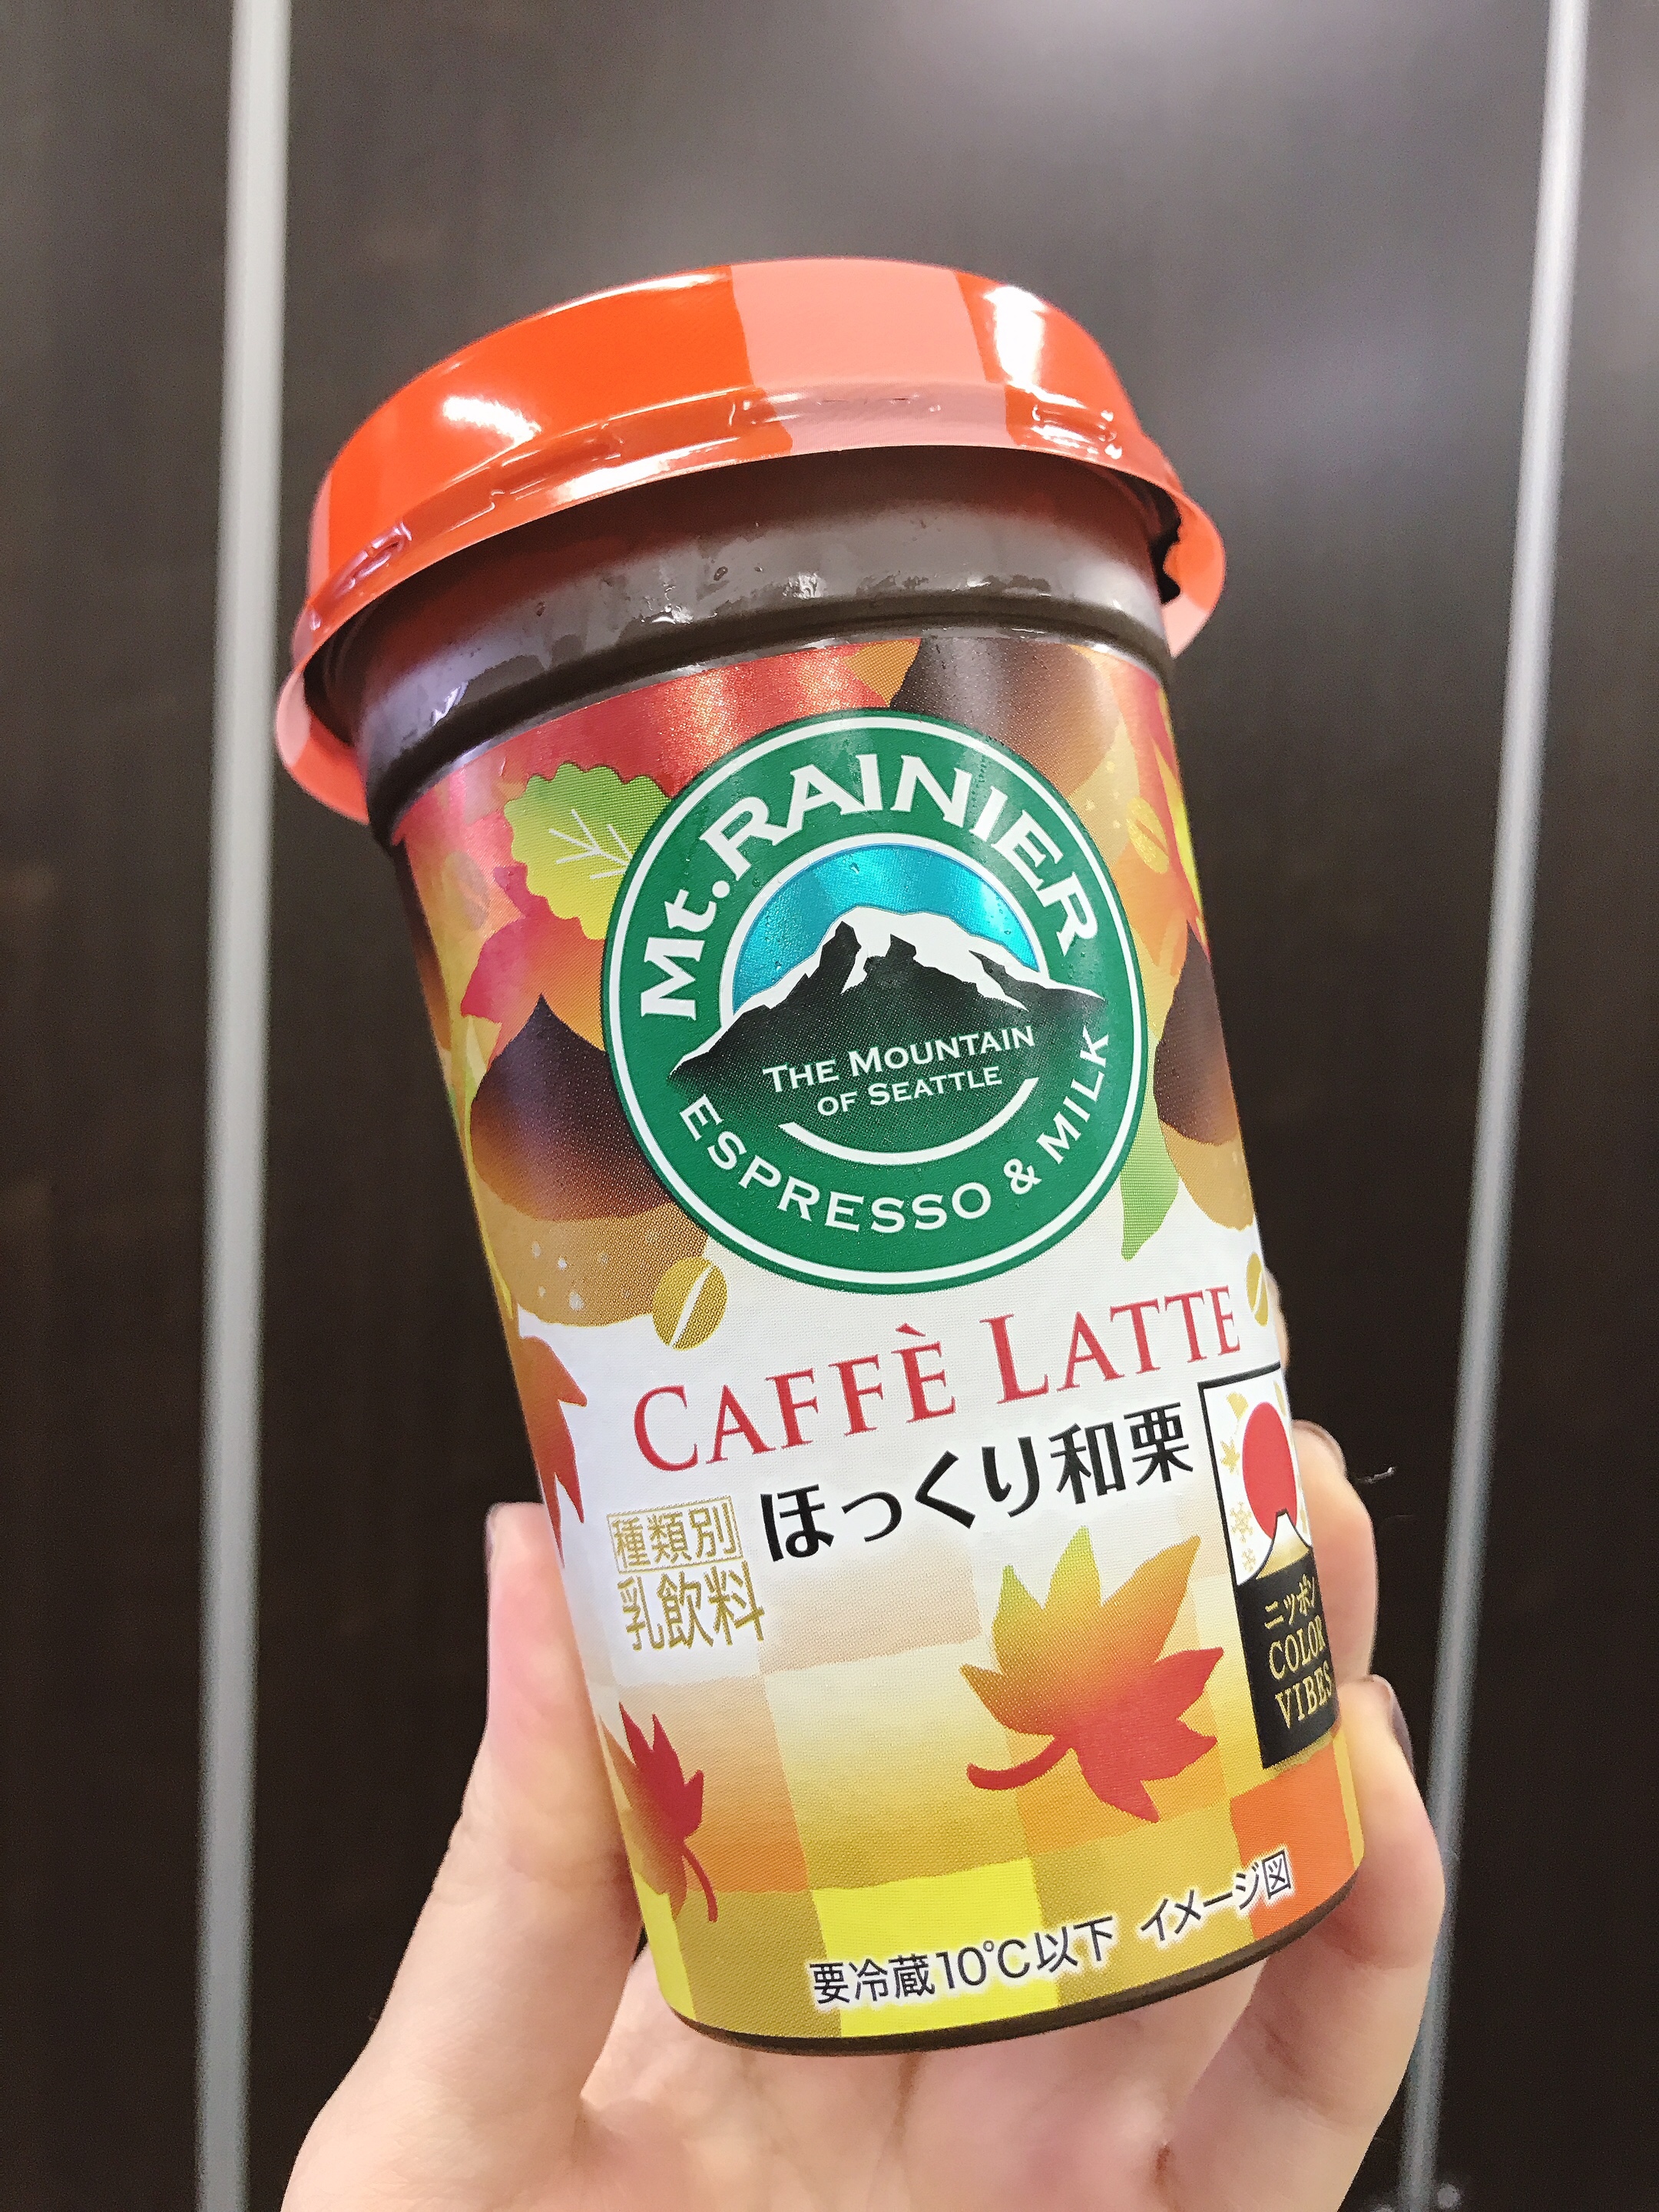 Mt.RAINIER
THE MOUNTAIN
OF SEATTLE
ESPRESSO & MILK
CAFFÈ LATTE
ほっくり和栗
種類別
乳飲料
ニッポン
COLOR
VIBES
要冷蔵10℃以下 イメージ図